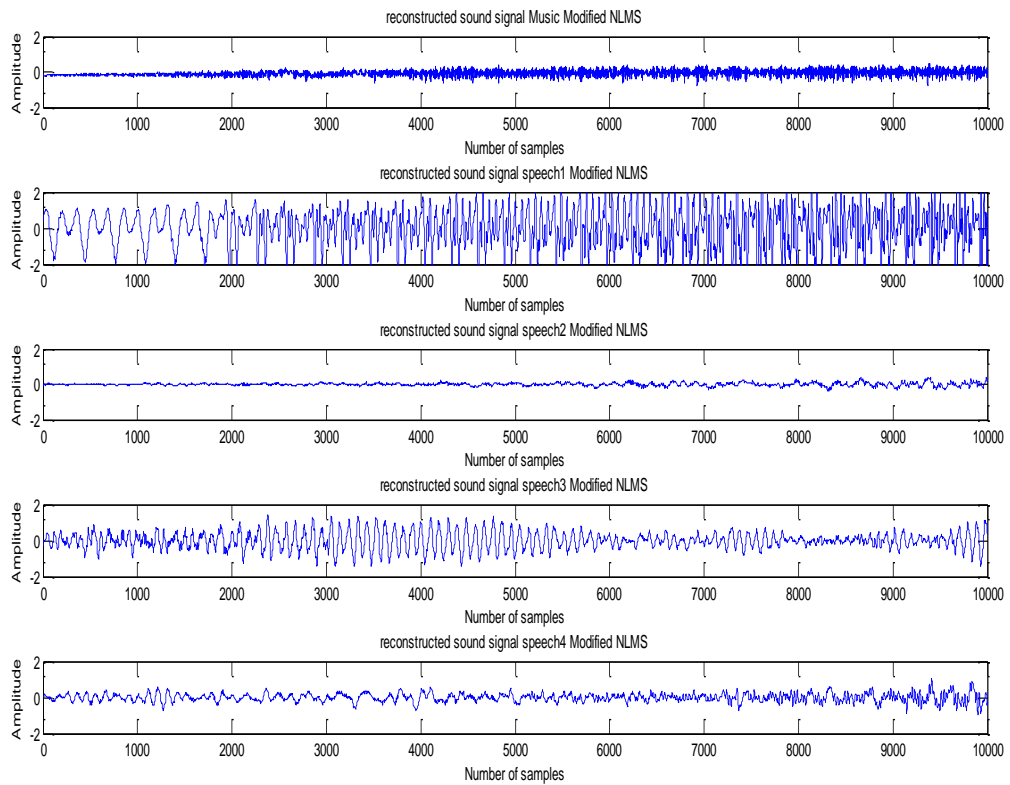 reconstructed sound signal Music Modified NLMS
Amplitude
2
0
-2
0 1000 2000 3000 4000 5000 6000 7000 8000 9000 10000
Number of samples
reconstructed sound signal speech1 Modified NLMS
Amplitude
2
0
-2
0 1000 2000 3000 4000 5000 6000 7000 8000 9000 10000
Number of samples
reconstructed sound signal speech2 Modified NLMS
Amplitude
2
0
-2
0 1000 2000 3000 4000 5000 6000 7000 8000 9000 10000
Number of samples
reconstructed sound signal speech3 Modified NLMS
Amplitude
2
0
-2
0 1000 2000 3000 4000 5000 6000 7000 8000 9000 10000
Number of samples
reconstructed sound signal speech4 Modified NLMS
Amplitude
2
0
-2
0 1000 2000 3000 4000 5000 6000 7000 8000 9000 10000
Number of samples